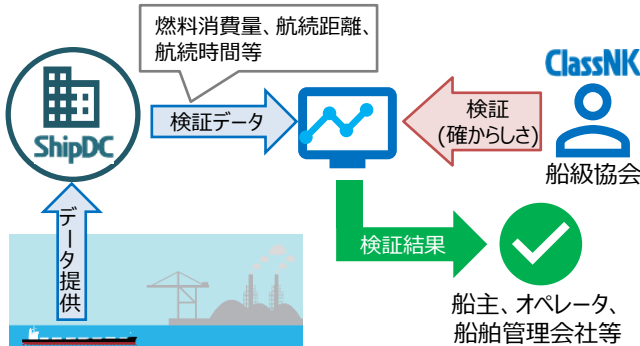 燃料消費量、航続距離、
航続時間等
ClassNK
ShipDC
検証データ
検証
(確からしさ)
船級協会
データ提供
検証結果
船主、オペレータ、
船舶管理会社等